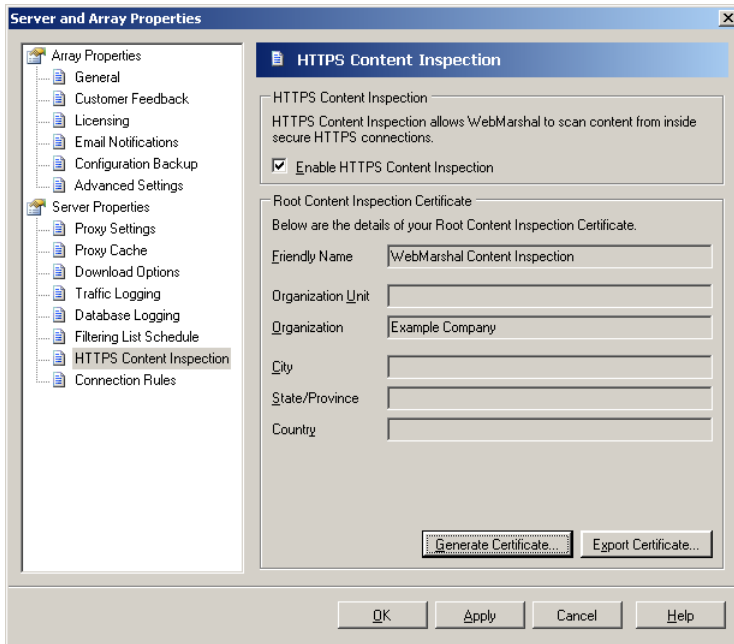 Server and Array Properties
Array Properties
General
Customer Feedback
Licensing
Email Notifications
Configuration Backup
Advanced Settings
Server Properties
Proxy Settings
Proxy Cache
Download Options
Traffic Logging
Database Logging
Filtering List Schedule
HTTPS Content Inspection
Connection Rules
HTTPS Content Inspection
HTTPS Content Inspection
HTTPS Content Inspection allows WebMarshal to scan content from inside
secure HTTPS connections.
Enable HTTPS Content Inspection
Root Content Inspection Certificate
Below are the details of your Root Content Inspection Certificate.
Friendly Name WebMarshal Content Inspection
Organization Unit
Organization Example Company
City
State/Province
Country
Generate Certificate... Export Certificate...
OK Apply Cancel Help